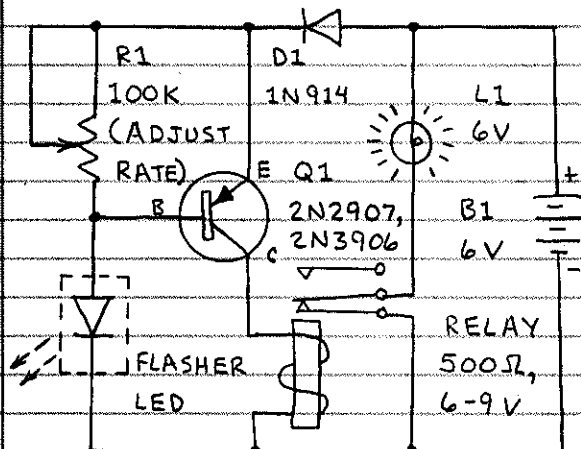 R1
100K
(ADJUST
RATE)
D1
1N914
L1
6V
E
Q1
B
2N2907,
2N3906
C
B1
6V
+
-
RELAY
500Ω,
6-9V
FLASHER
LED